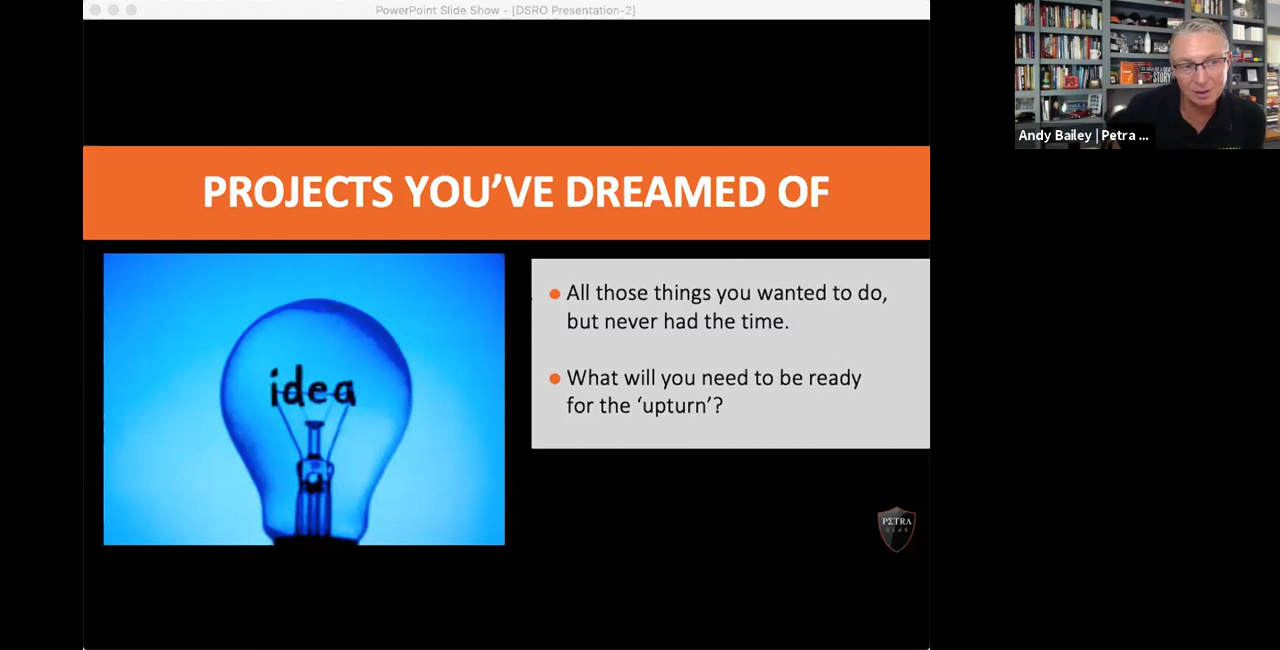 PowerPoint Slide Show - [DSRO Presentation-2]
STORY
Andy Bailey | Petra ...
PROJECTS YOU’VE DREAMED OF
idea
● All those things you wanted to do,
but never had the time.
● What will you need to be ready
for the ‘upturn’?
PETRA